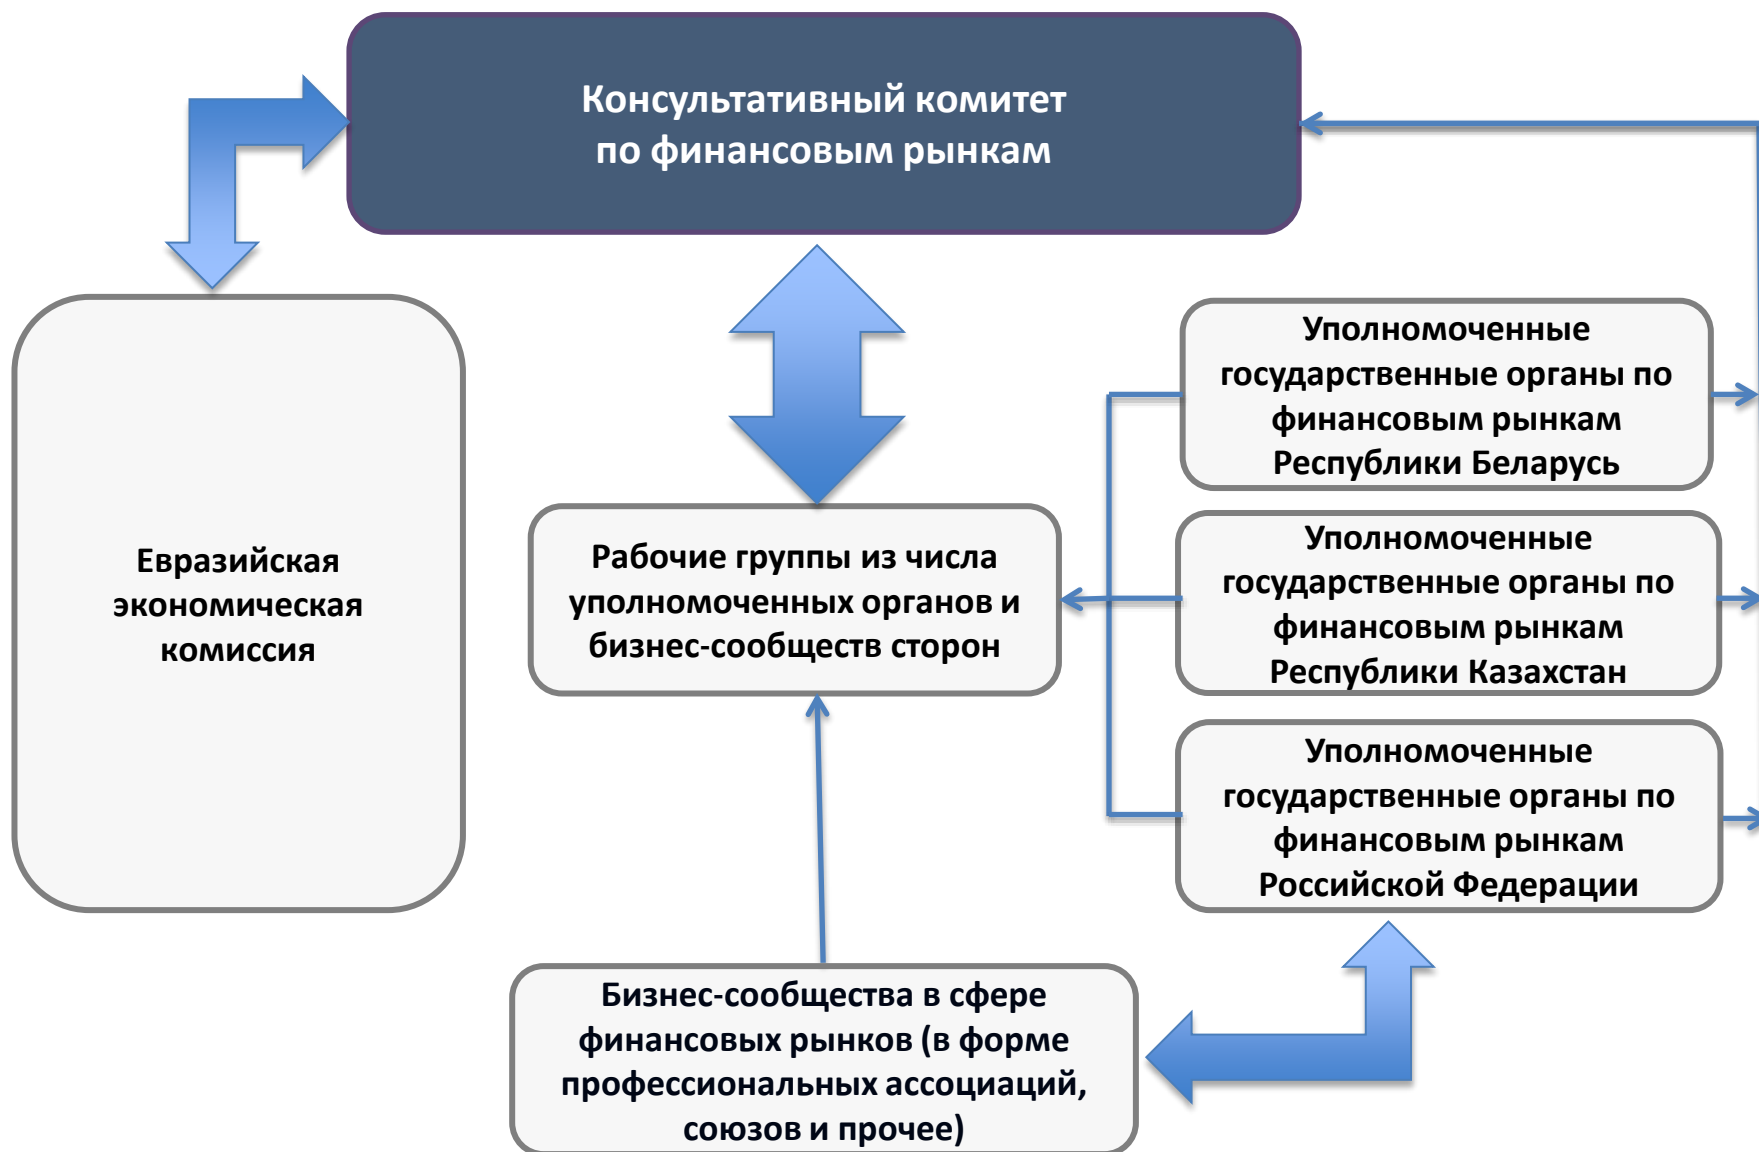 Консультативный комитет
по финансовым рынкам
Евразийская
экономическая
комиссия
Рабочие группы из числа
уполномоченных органов и
бизнес-сообществ сторон
Уполномоченные
государственные органы по
финансовым рынкам
Республики Беларусь
Уполномоченные
государственные органы по
финансовым рынкам
Республики Казахстан
Уполномоченные
государственные органы по
финансовым рынкам
Российской Федерации
Бизнес-сообщества в сфере
финансовых рынков (в форме
профессиональных ассоциаций,
союзов и прочее)